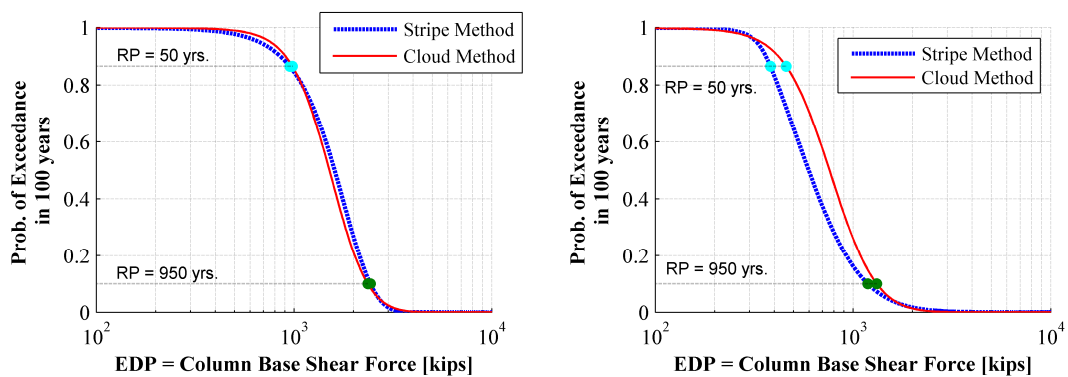 Stripe Method
Cloud Method
RP = 50 yrs.
RP = 950 yrs.
1
0.8
0.6
0.4
0.2
0
10^2
10^3
10^4
Prob. of Exceedance
in 100 years
EDP = Column Base Shear Force [kips]
Stripe Method
Cloud Method
RP = 50 yrs.
RP = 950 yrs.
1
0.8
0.6
0.4
0.2
0
10^2
10^3
10^4
Prob. of Exceedance
in 100 years
EDP = Column Base Shear Force [kips]